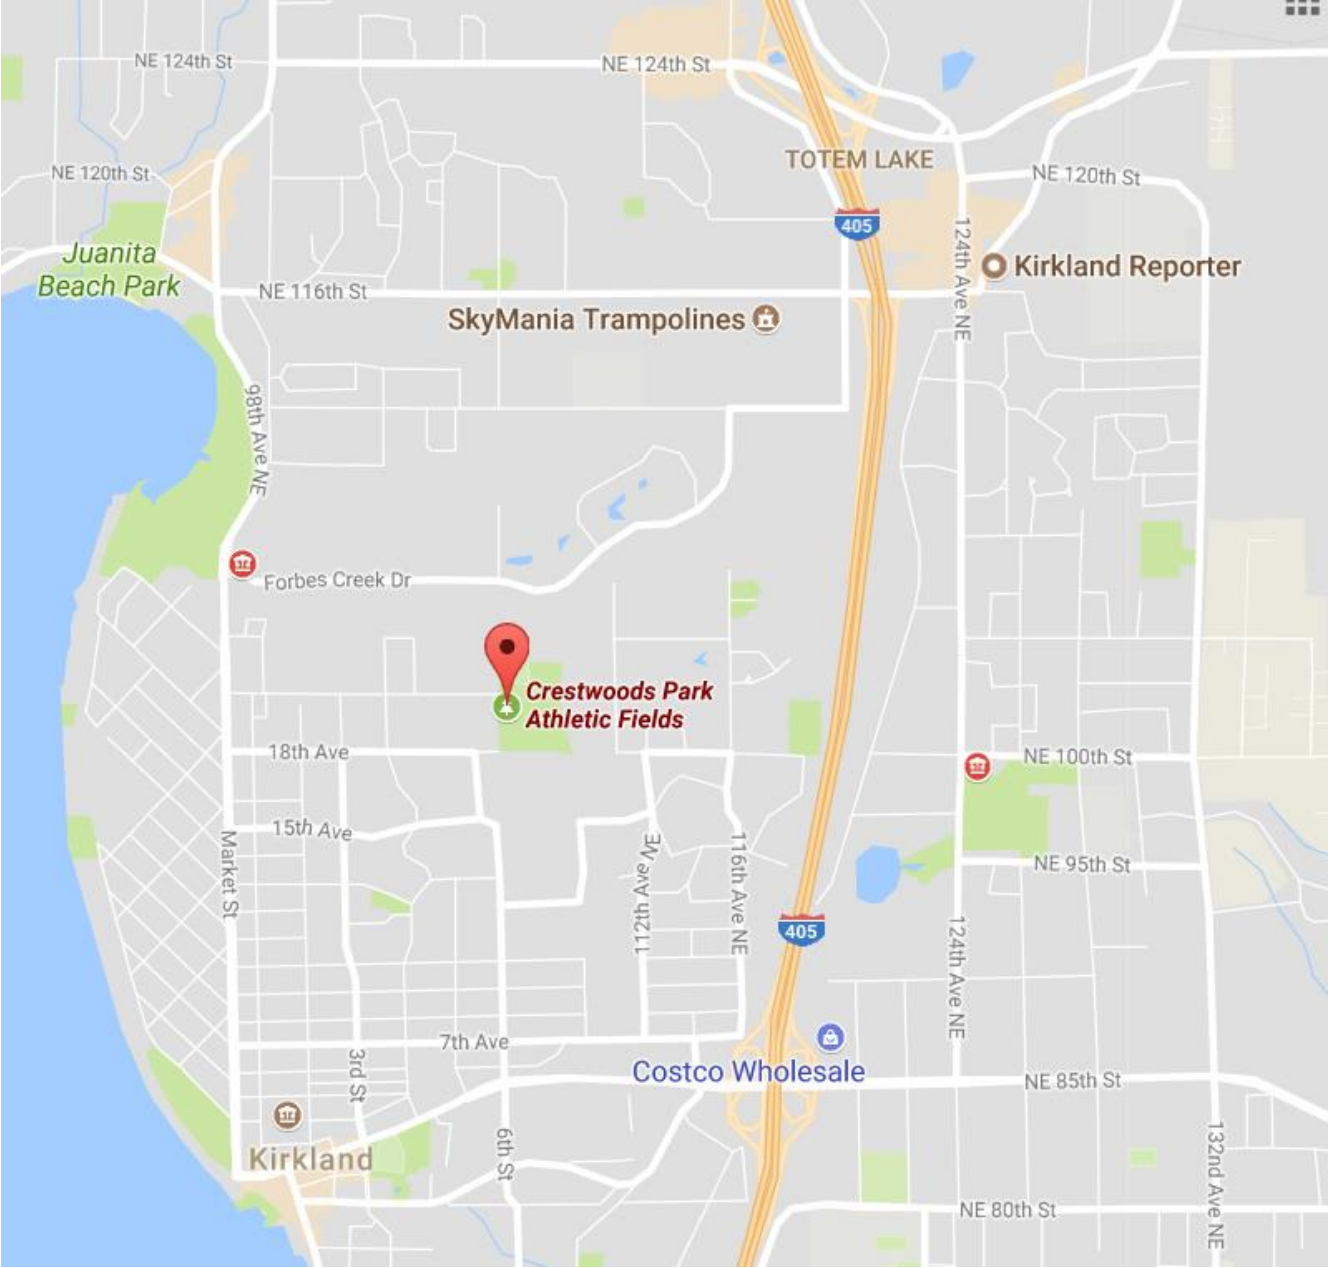 NE 124th St
NE 124th St
TOTEM LAKE
NE 120th St
NE 120th St
405
124th Ave NE
Juanita
Beach Park
Kirkland Reporter
NE 116th St
SkyMania Trampolines
98th Ave NE
Forbes Creek Dr
Crestwoods Park
Athletic Fields
18th Ave
NE 100th St
15th Ave
Market St
112th Ave NE
116th Ave NE
NE 95th St
405
124th Ave NE
7th Ave
3rd St
Costco Wholesale
NE 85th St
6th St
Kirkland
132nd Ave NE
NE 80th St